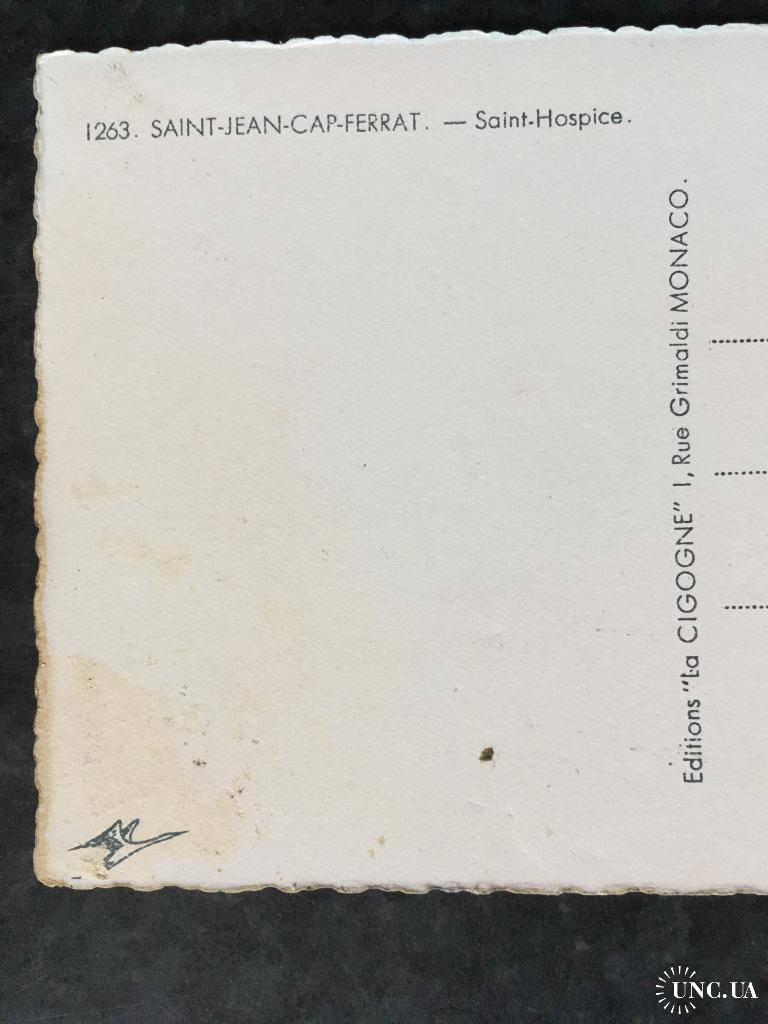 1263. SAINT-JEAN-CAP-FERRAT. — Saint-Hospice.
Editions "La CIGOGNE" 1, Rue Grimaldi MONACO.
UNC.UA